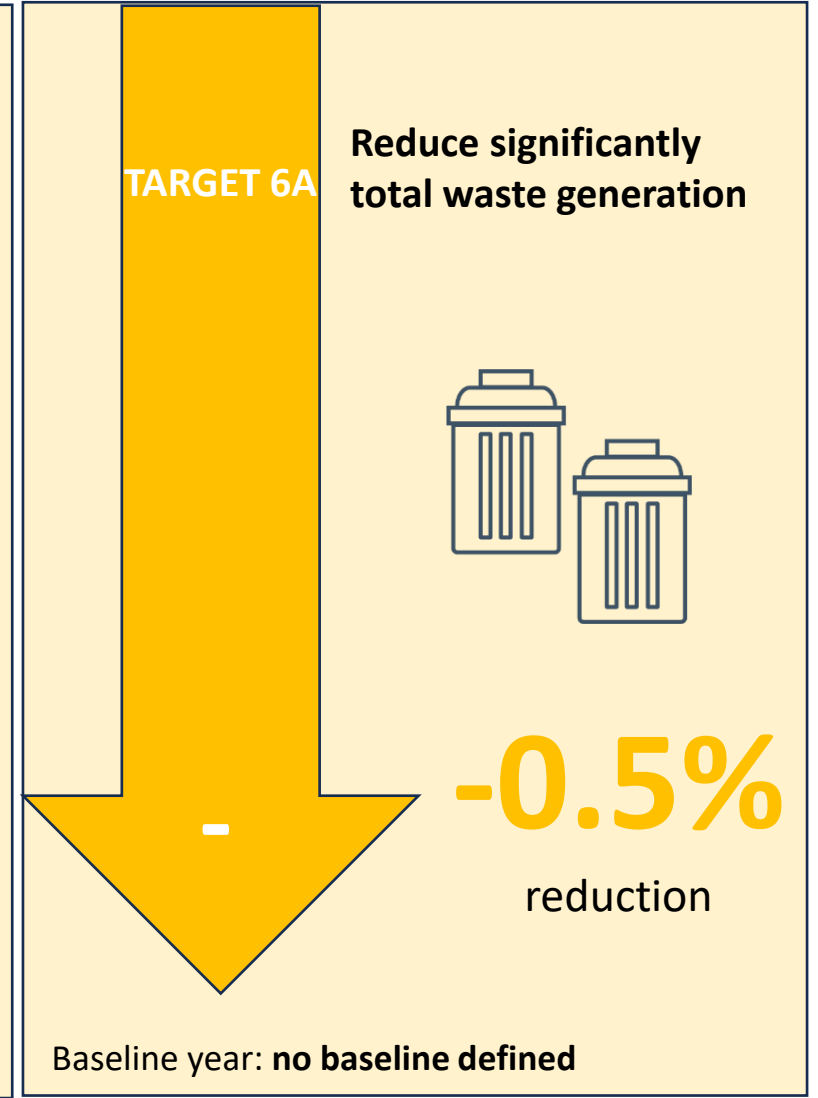 TARGET 6A
Reduce significantly
total waste generation
-0.5%
reduction
-
Baseline year: no baseline defined